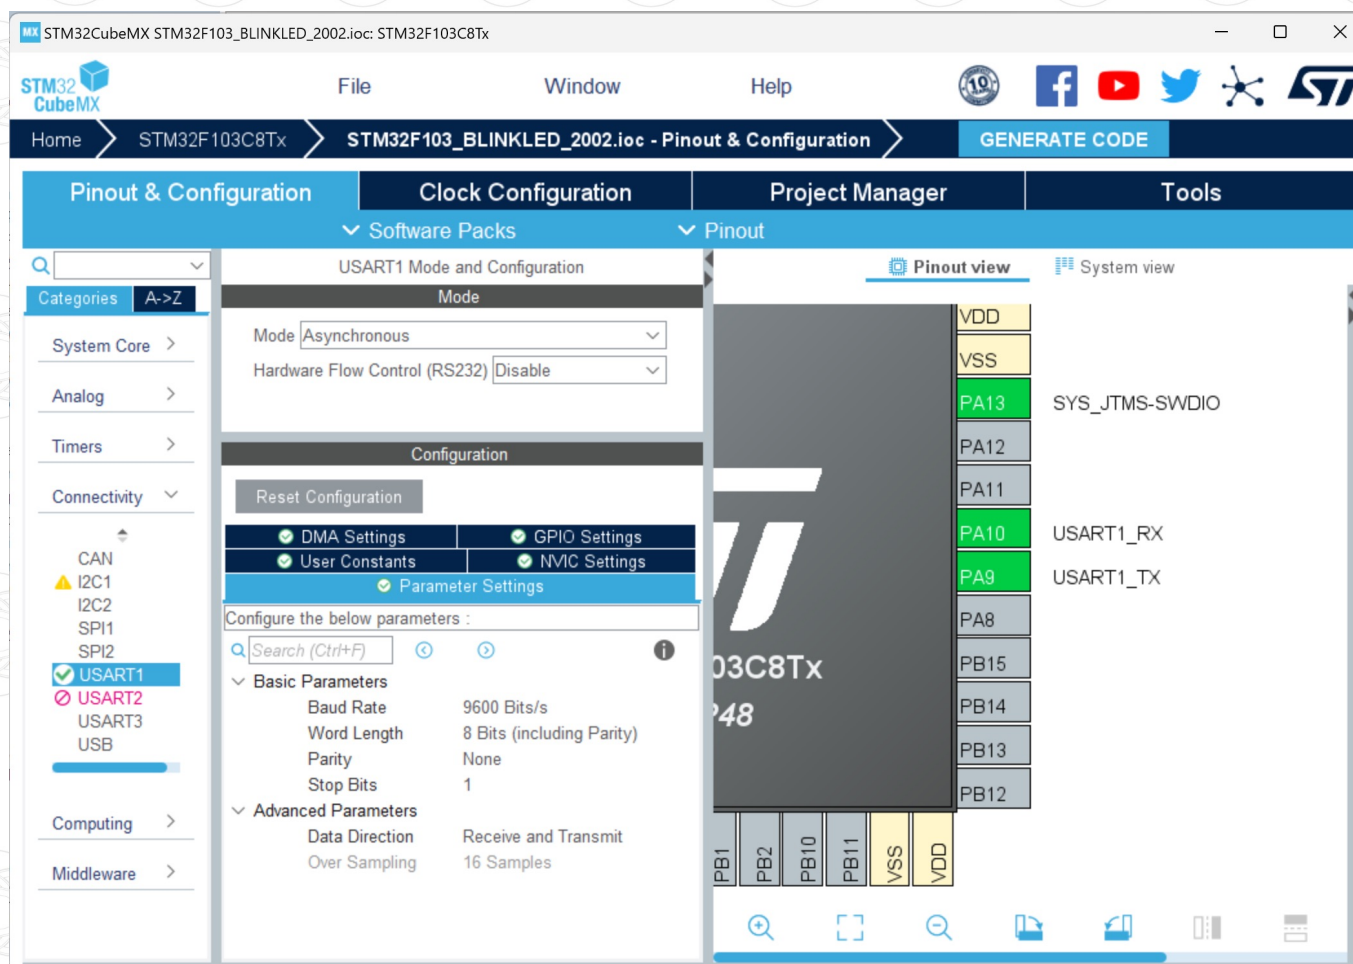 MX STM32CubeMX STM32F103_BLINKLED_2002.ioc: STM32F103C8Tx
STM32
CubeMX
File
Window
Help
10
Home
STM32F103C8Tx
STM32F103_BLINKLED_2002.ioc - Pinout & Configuration
GENERATE CODE
Pinout & Configuration
Clock Configuration
Project Manager
Tools
Software Packs
Pinout
Categories
A->Z
System Core
Analog
Timers
Connectivity
CAN
I2C1
I2C2
SPI1
SPI2
USART1
USART2
USART3
USB
Computing
Middleware
USART1 Mode and Configuration
Mode
Mode Asynchronous
Hardware Flow Control (RS232) Disable
Configuration
Reset Configuration
DMA Settings
GPIO Settings
User Constants
NVIC Settings
Parameter Settings
Configure the below parameters :
Search (Ctrl+F)
Basic Parameters
Baud Rate 9600 Bits/s
Word Length 8 Bits (including Parity)
Parity None
Stop Bits 1
Advanced Parameters
Data Direction Receive and Transmit
Over Sampling 16 Samples
Pinout view
System view
VDD
VSS
PA13 SYS_JTMS-SWDIO
PA12
PA11
PA10 USART1_RX
PA9 USART1_TX
PA8
PB15
PB14
PB13
PB12
03C8Tx
P48
PB1
PB2
PB10
PB11
VSS
VDD